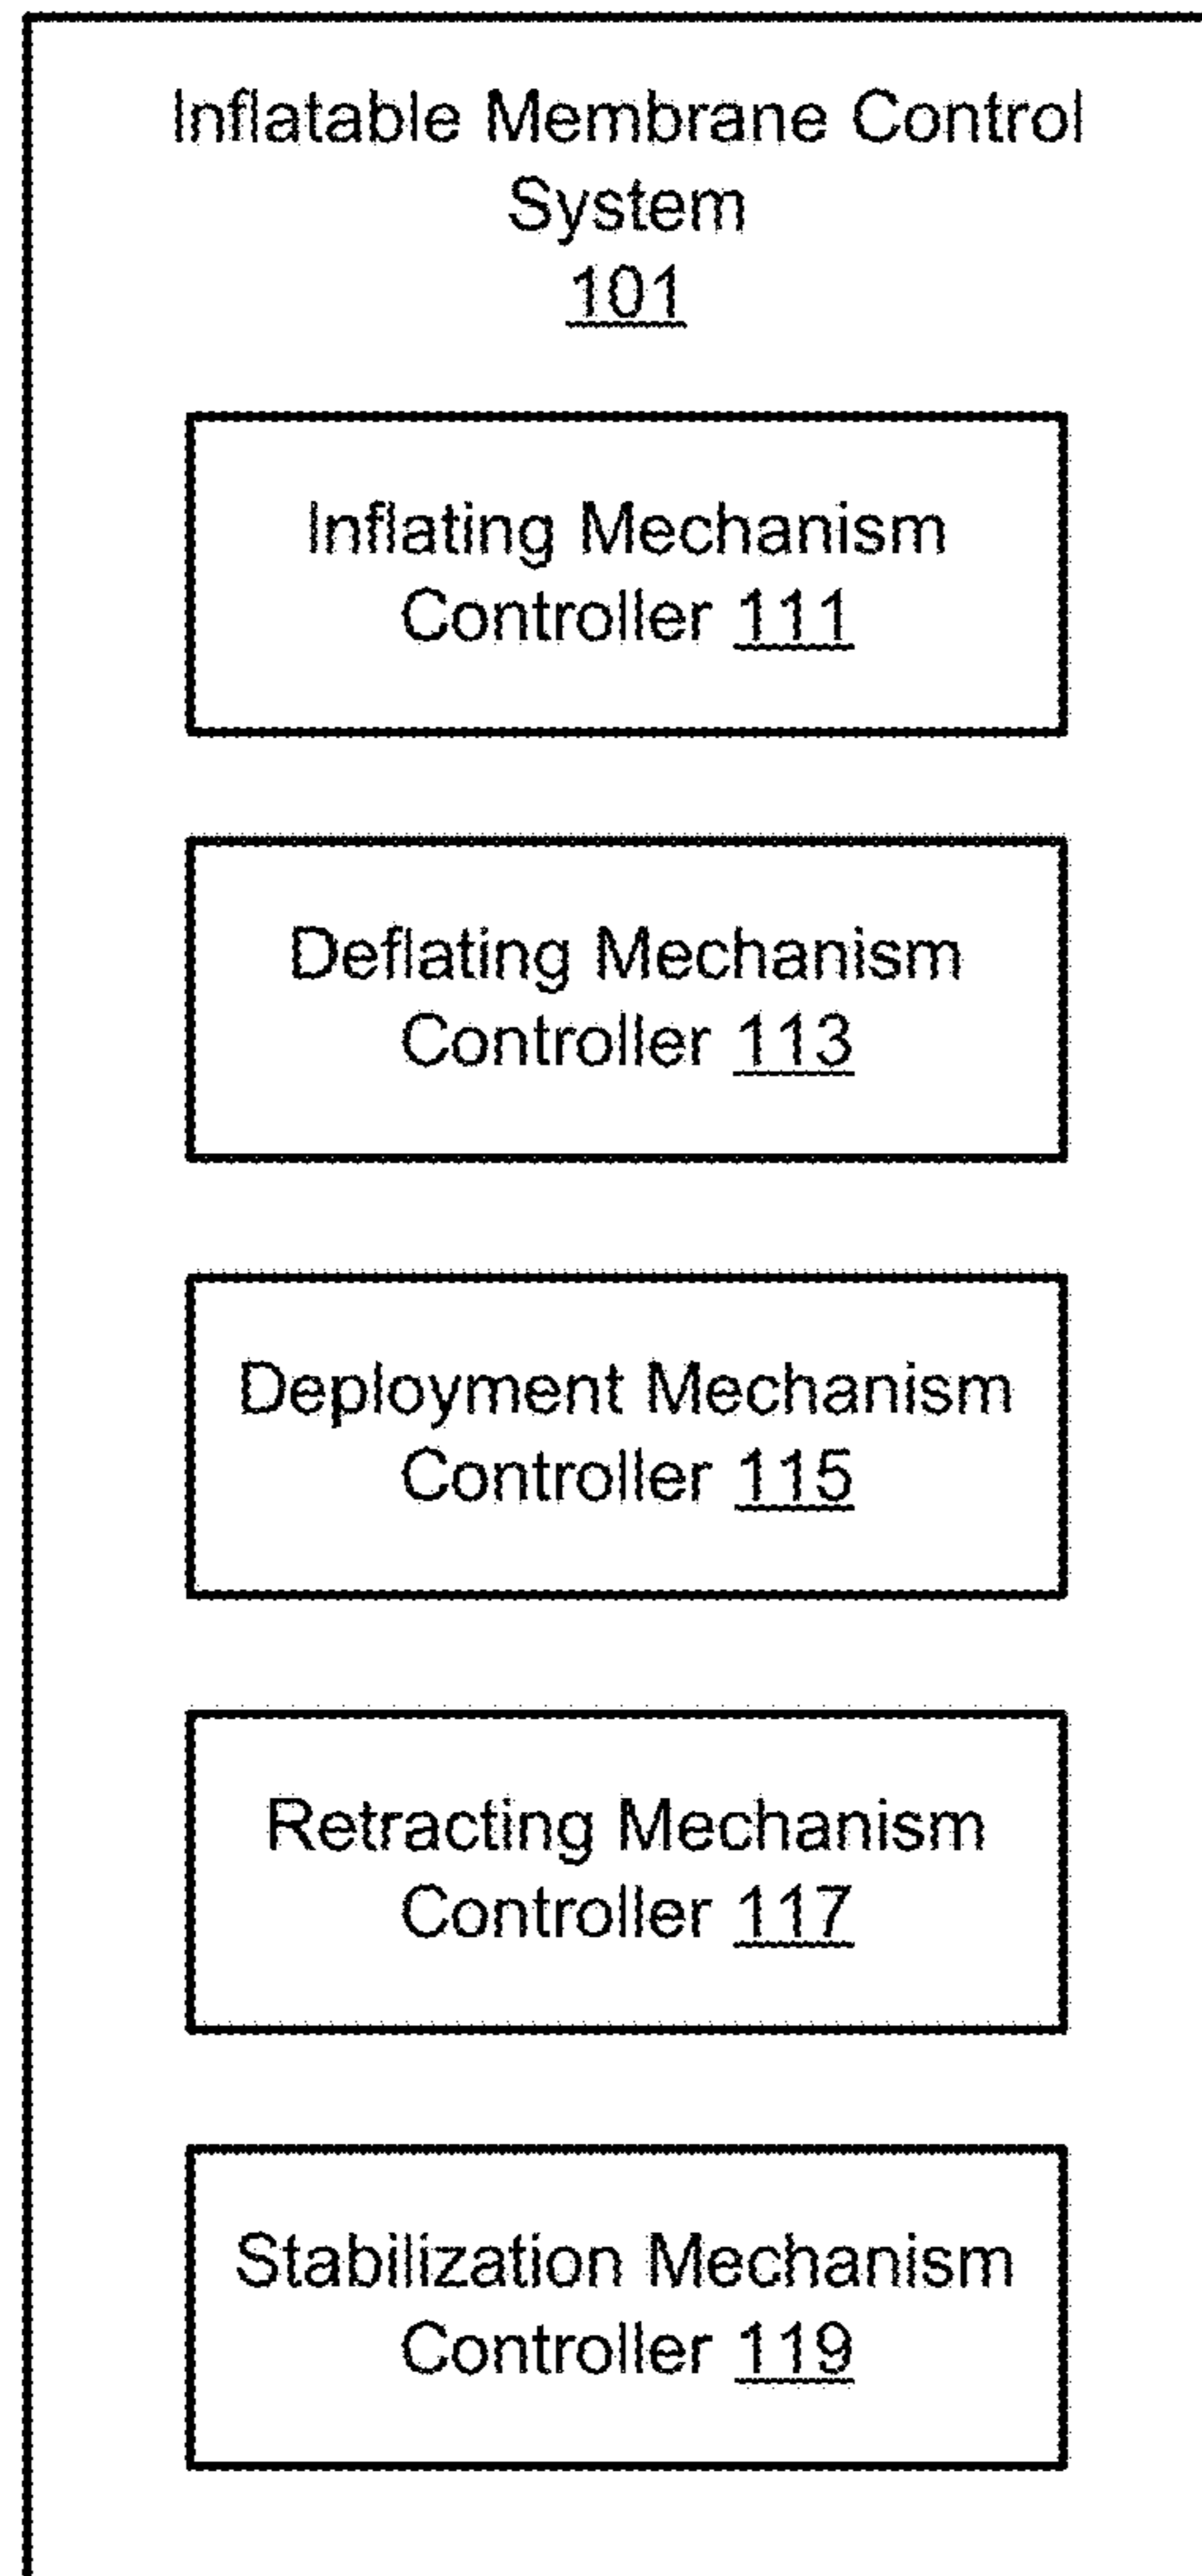 Inflatable Membrane Control
System
101
Inflating Mechanism
Controller 111
Deflating Mechanism
Controller 113
Deployment Mechanism
Controller 115
Retracting Mechanism
Controller 117
Stabilization Mechanism
Controller 119